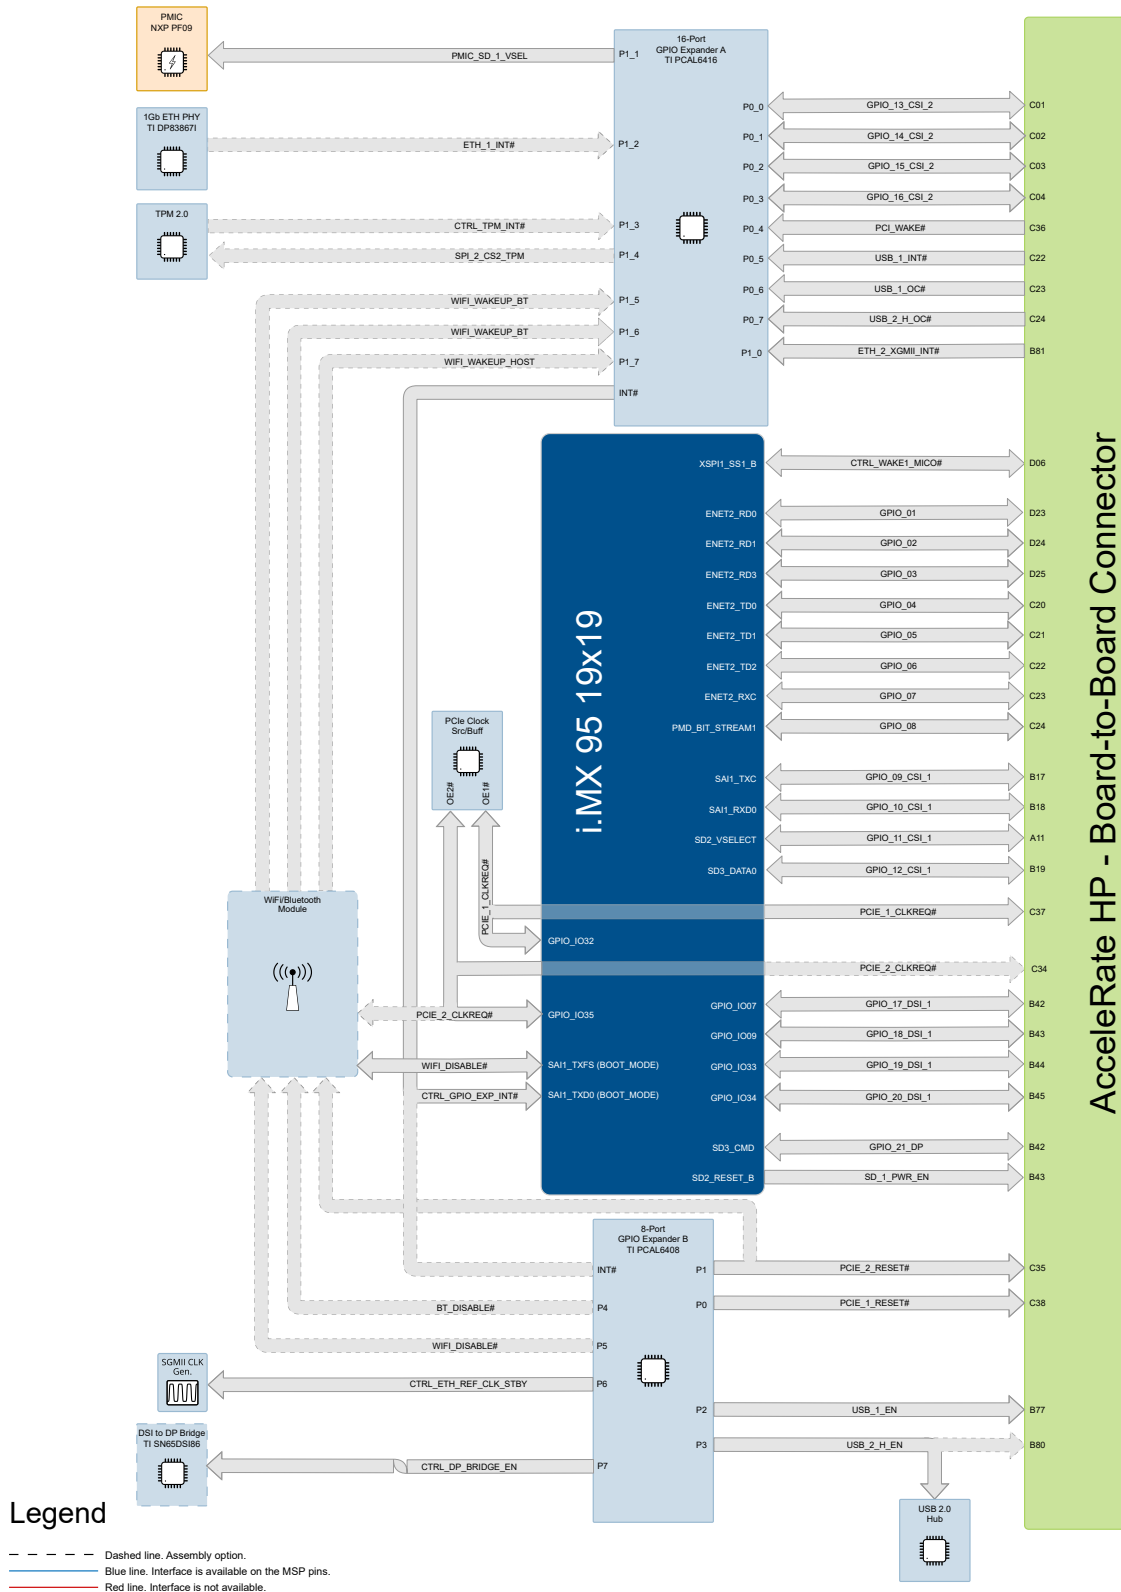 PMIC
NXP PF09
16-Port
GPIO Expander A
TI PCAL6416
PMIC_SD_1_VSEL
P1_1
1Gb ETH PHY
TI DP83867I
ETH_1_INT#
P1_2
TPM 2.0
CTRL_TPM_INT#
P1_3
SPI_2_CS2_TPM
P1_4
WIFI_WAKEUP_BT
P1_5
WIFI_WAKEUP_BT
P1_6
WIFI_WAKEUP_HOST
P1_7
INT#
P0_0
GPIO_13_CSI_2
C01
P0_1
GPIO_14_CSI_2
C02
P0_2
GPIO_15_CSI_2
C03
P0_3
GPIO_16_CSI_2
C04
P0_4
PCI_WAKE#
C36
P0_5
USB_1_INT#
C22
P0_6
USB_1_OC#
C23
P0_7
USB_2_H_OC#
C24
P1_0
ETH_2_XGMII_INT#
B81
i.MX 95 19x19
XSPI1_SS1_B
CTRL_WAKE1_MICO#
D06
ENET2_RD0
GPIO_01
D23
ENET2_RD1
GPIO_02
D24
ENET2_RD3
GPIO_03
D25
ENET2_TD0
GPIO_04
C20
ENET2_TD1
GPIO_05
C21
ENET2_TD2
GPIO_06
C22
ENET2_RXC
GPIO_07
C23
PMD_BIT_STREAM1
GPIO_08
C24
SAI1_TXC
GPIO_09_CSI_1
B17
SAI1_RXD0
GPIO_10_CSI_1
B18
SD2_VSELECT
GPIO_11_CSI_1
A11
SD3_DATA0
GPIO_12_CSI_1
B19
PCIE_1_CLKREQ#
C37
PCIE_2_CLKREQ#
C34
GPIO_IO07
GPIO_17_DSI_1
B42
GPIO_IO09
GPIO_18_DSI_1
B43
GPIO_IO33
GPIO_19_DSI_1
B44
GPIO_IO34
GPIO_20_DSI_1
B45
SD3_CMD
GPIO_21_DP
B42
SD2_RESET_B
SD_1_PWR_EN
B43
AcceleRate HP - Board-to-Board Connector
PCIe Clock
Src/Buff
OE2#
OE1#
PCIE_1_CLKREQ#
GPIO_IO32
WiFi/Bluetooth
Module
PCIE_2_CLKREQ#
GPIO_IO35
WIFI_DISABLE#
SAI1_TXFS (BOOT_MODE)
CTRL_GPIO_EXP_INT#
SAI1_TXD0 (BOOT_MODE)
8-Port
GPIO Expander B
TI PCAL6408
INT#
P1
PCIE_2_RESET#
C35
BT_DISABLE#
P4
P0
PCIE_1_RESET#
C38
WIFI_DISABLE#
P5
SGMII CLK
Gen.
CTRL_ETH_REF_CLK_STBY
P6
P2
USB_1_EN
B77
DSI to DP Bridge
TI SN65DSI86
CTRL_DP_BRIDGE_EN
P7
P3
USB_2_H_EN
B80
USB 2.0
Hub
Legend
Dashed line. Assembly option.
Blue line. Interface is available on the MSP pins.
Red line. Interface is not available.